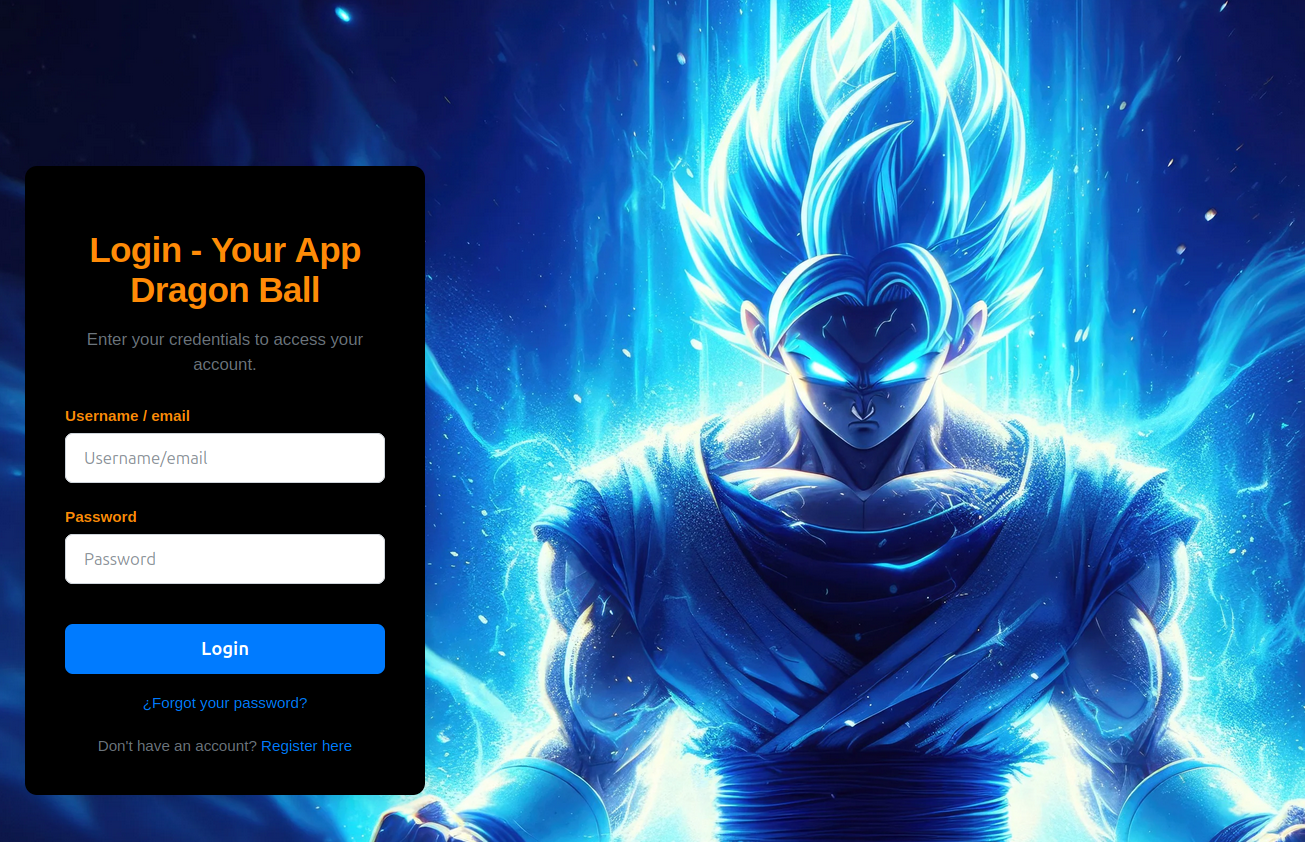 Login - Your App
Dragon Ball
Enter your credentials to access your
account.
Username / email
Username/email
Password
Password
Login
¿Forgot your password?
Don't have an account? Register here